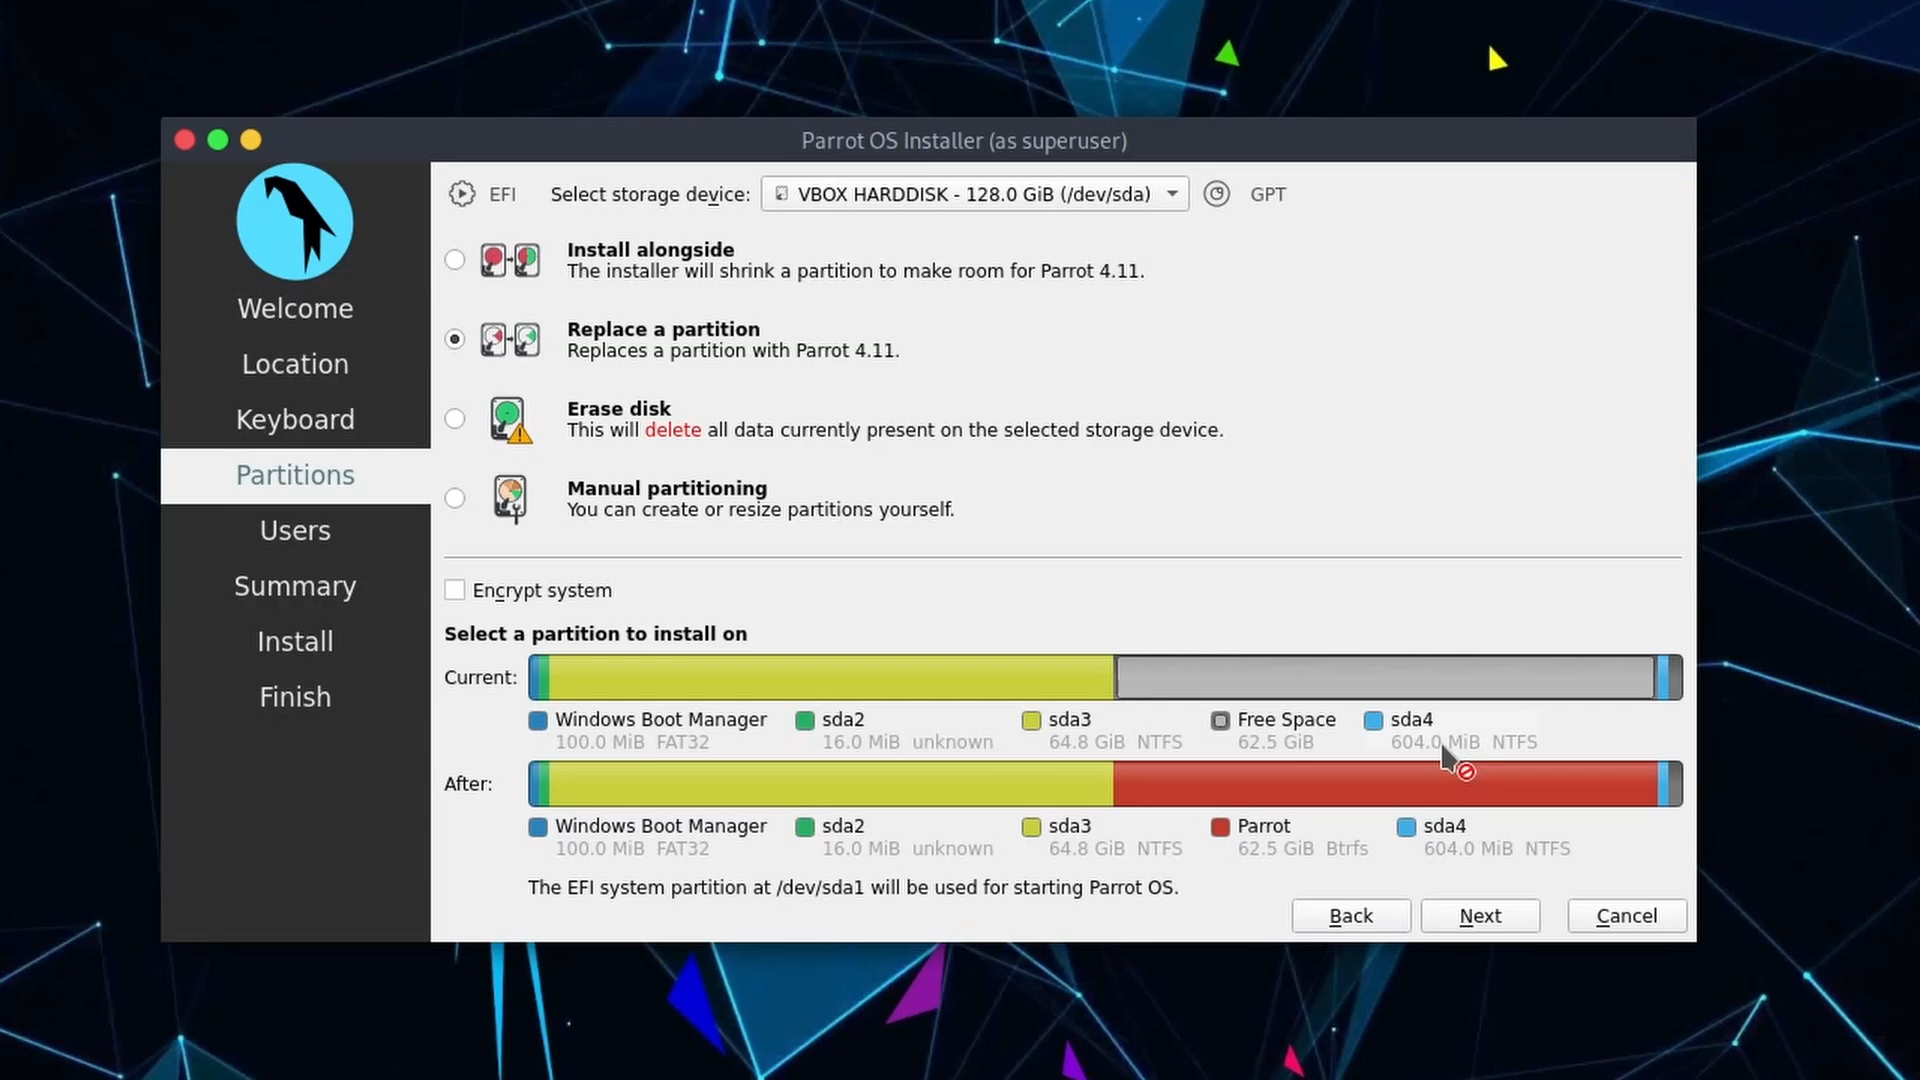 Parrot OS Installer (as superuser)
EFI Select storage device: VBOX HARDDISK - 128.0 GiB (/dev/sda) GPT
Welcome
Location
Keyboard
Partitions
Users
Summary
Install
Finish
Install alongside
The installer will shrink a partition to make room for Parrot 4.11.
Replace a partition
Replaces a partition with Parrot 4.11.
Erase disk
This will delete all data currently present on the selected storage device.
Manual partitioning
You can create or resize partitions yourself.
Encrypt system
Select a partition to install on
Current:
Windows Boot Manager sda2 sda3 Free Space sda4
100.0 MiB FAT32 16.0 MiB unknown 64.8 GiB NTFS 62.5 GiB 604.0 MiB NTFS
After:
Windows Boot Manager sda2 sda3 Parrot sda4
100.0 MiB FAT32 16.0 MiB unknown 64.8 GiB NTFS 62.5 GiB Btrfs 604.0 MiB NTFS
The EFI system partition at /dev/sda1 will be used for starting Parrot OS.
Back Next Cancel